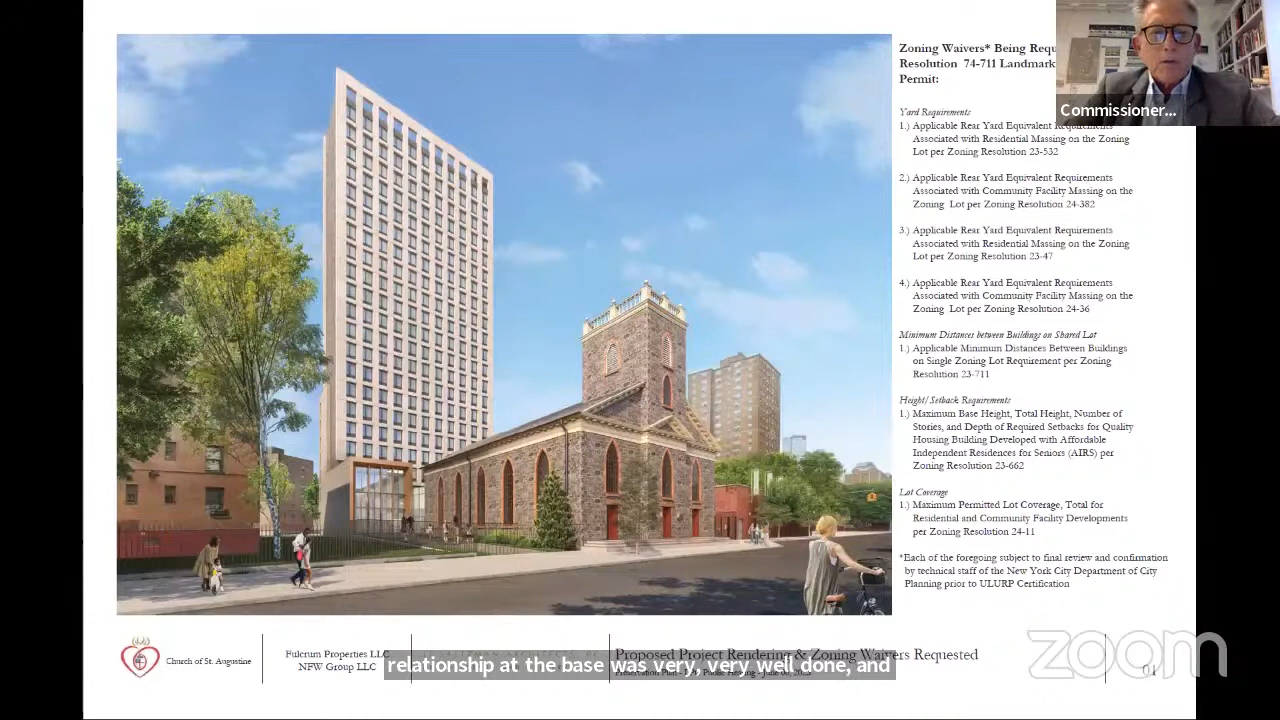 Zoning Waivers* Being Requ
Resolution 74-711 Landmark
Permit:
Commissioner...
Yard Requirements
1.) Applicable Rear Yard Equivalent Requirements
Associated with Residential Massing on the Zoning
Lot per Zoning Resolution 23-532
2.) Applicable Rear Yard Equivalent Requirements
Associated with Community Facility Massing on the
Zoning Lot per Zoning Resolution 24-382
3.) Applicable Rear Yard Equivalent Requirements
Associated with Residential Massing on the Zoning
Lot per Zoning Resolution 23-47
4.) Applicable Rear Yard Equivalent Requirements
Associated with Community Facility Massing on the
Zoning Lot per Zoning Resolution 24-36
Minimum Distances between Buildings on Shared Lot
1.) Applicable Minimum Distances Between Buildings
on Single Zoning Lot Requirement per Zoning
Resolution 23-711
Height/Setback Requirements
1.) Maximum Base Height, Total Height, Number of
Stories, and Depth of Required Setbacks for Quality
Housing Building Developed with Affordable
Independent Residences for Seniors (AIRS) per
Zoning Resolution 23-662
Lot Coverage
1.) Maximum Permitted Lot Coverage, Total for
Residential and Community Facility Developments
per Zoning Resolution 24-11
*Each of the foregoing subject to final review and confirmation
by technical staff of the New York City Department of City
Planning prior to ULURP Certification
Church of St. Augustine
Fulcrum Properties LLC
NFW Group LLC
Proposed Project Rendering & Zoning Waivers Requested
relationship at the base was very, very well done, and
zoom
01